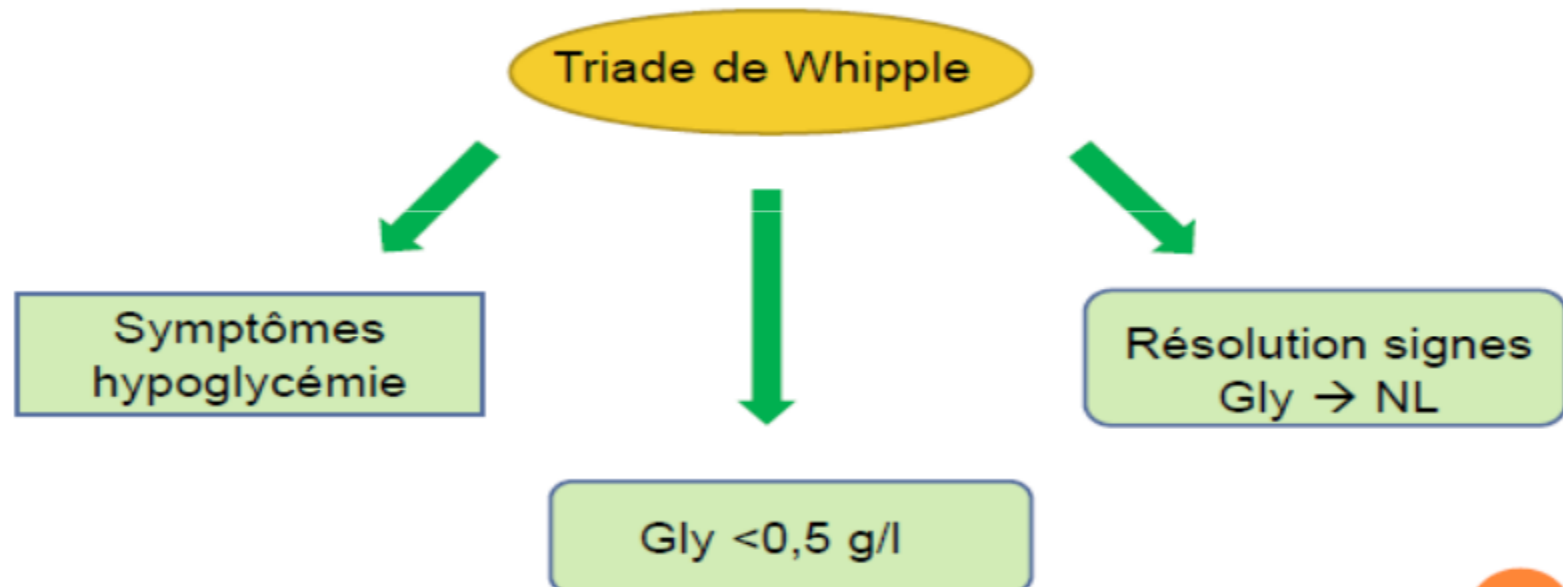 Triade de Whipple
Symptômes
hypoglycémie
Gly <0,5 g/l
Résolution signes
Gly → NL